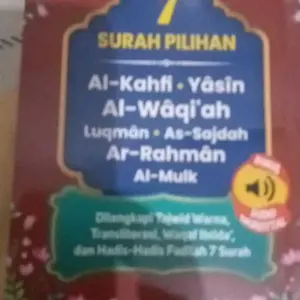 7
SURAH PILIHAN
Al-Kahfi • Yâsîn
Al-Wâqi'ah
Luqmân • As-Sajdah
Ar-Rahmân
Al-Mulk
Dilengkapi Tajwid Warna,
Transliterasi, Waqaf Ibtida',
dan Hadis-Hadis Fadilah 7 Surah